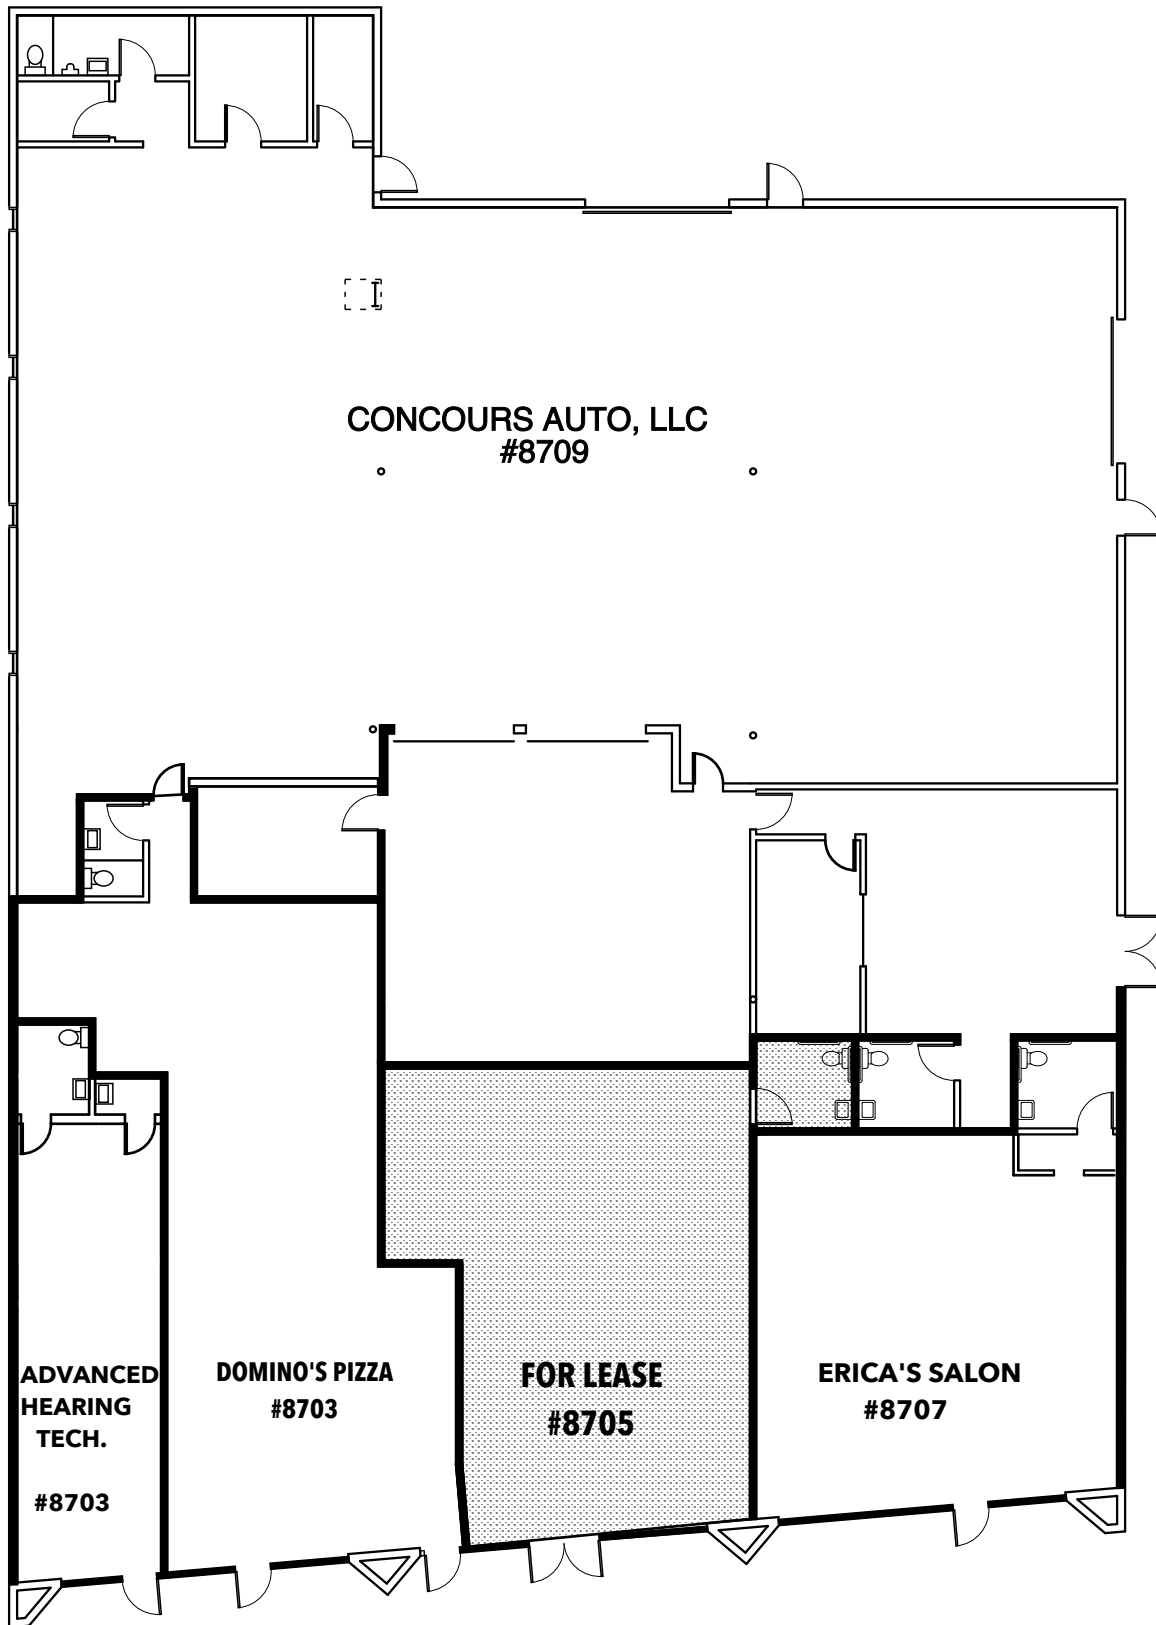 CONCOURS AUTO, LLC
#8709
ADVANCED
HEARING
TECH.
#8703
DOMINO'S PIZZA
#8703
FOR LEASE
#8705
ERICA'S SALON
#8707